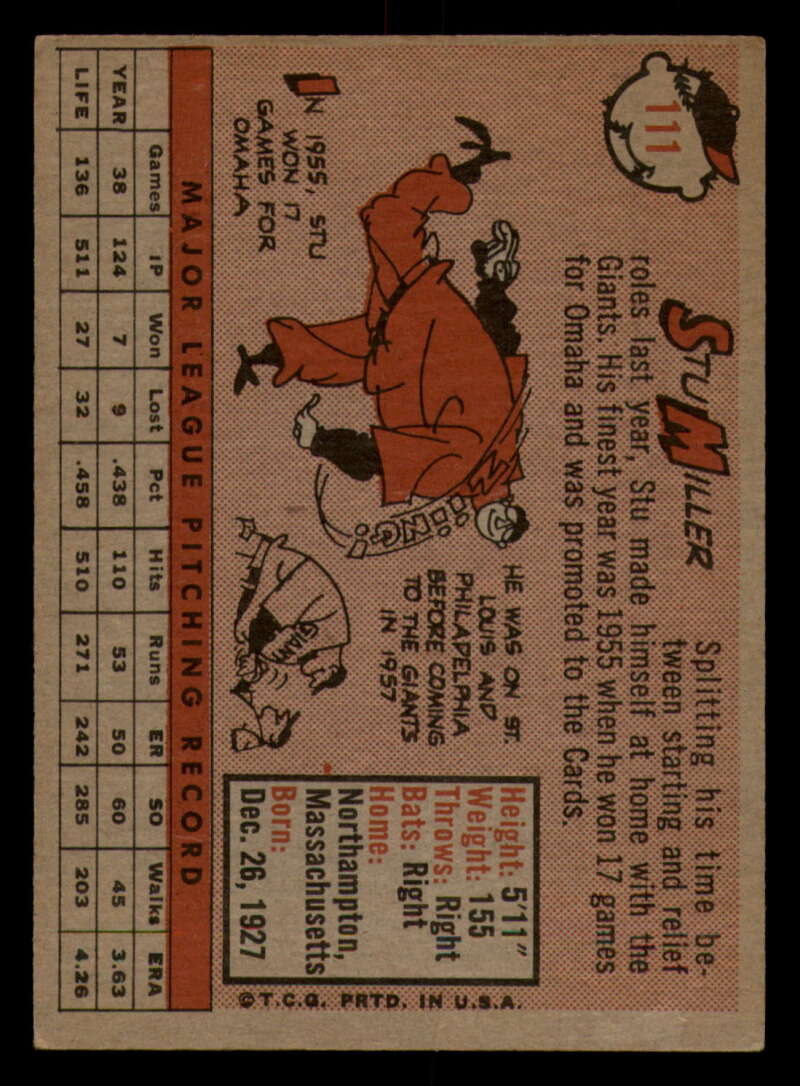 111
STU MILLER
Splitting his time be-
tween starting and relief
roles last year, Stu made himself at home with the
Giants. His finest year was 1955 when he won 17 games
for Omaha and was promoted to the Cards.
IN 1955, STU
WON 17
GAMES FOR
OMAHA
ZIIING
HE WAS ON ST.
LOUIS AND
PHILADELPHIA
BEFORE COMING
TO THE GIANTS
IN 1957
GIANTS
Height: 5'11"
Weight: 155
Throws: Right
Bats: Right
Home:
Northampton,
Massachusetts
Born:
Dec. 26, 1927
© T.C.G. PRTD. IN U.S.A.
MAJOR LEAGUE PITCHING RECORD
Games IP Won Lost Pct Hits Runs ER SO Walks ERA
YEAR 38 124 7 9 .438 110 53 50 60 45 3.63
LIFE 136 511 27 32 .458 510 271 242 285 203 4.26